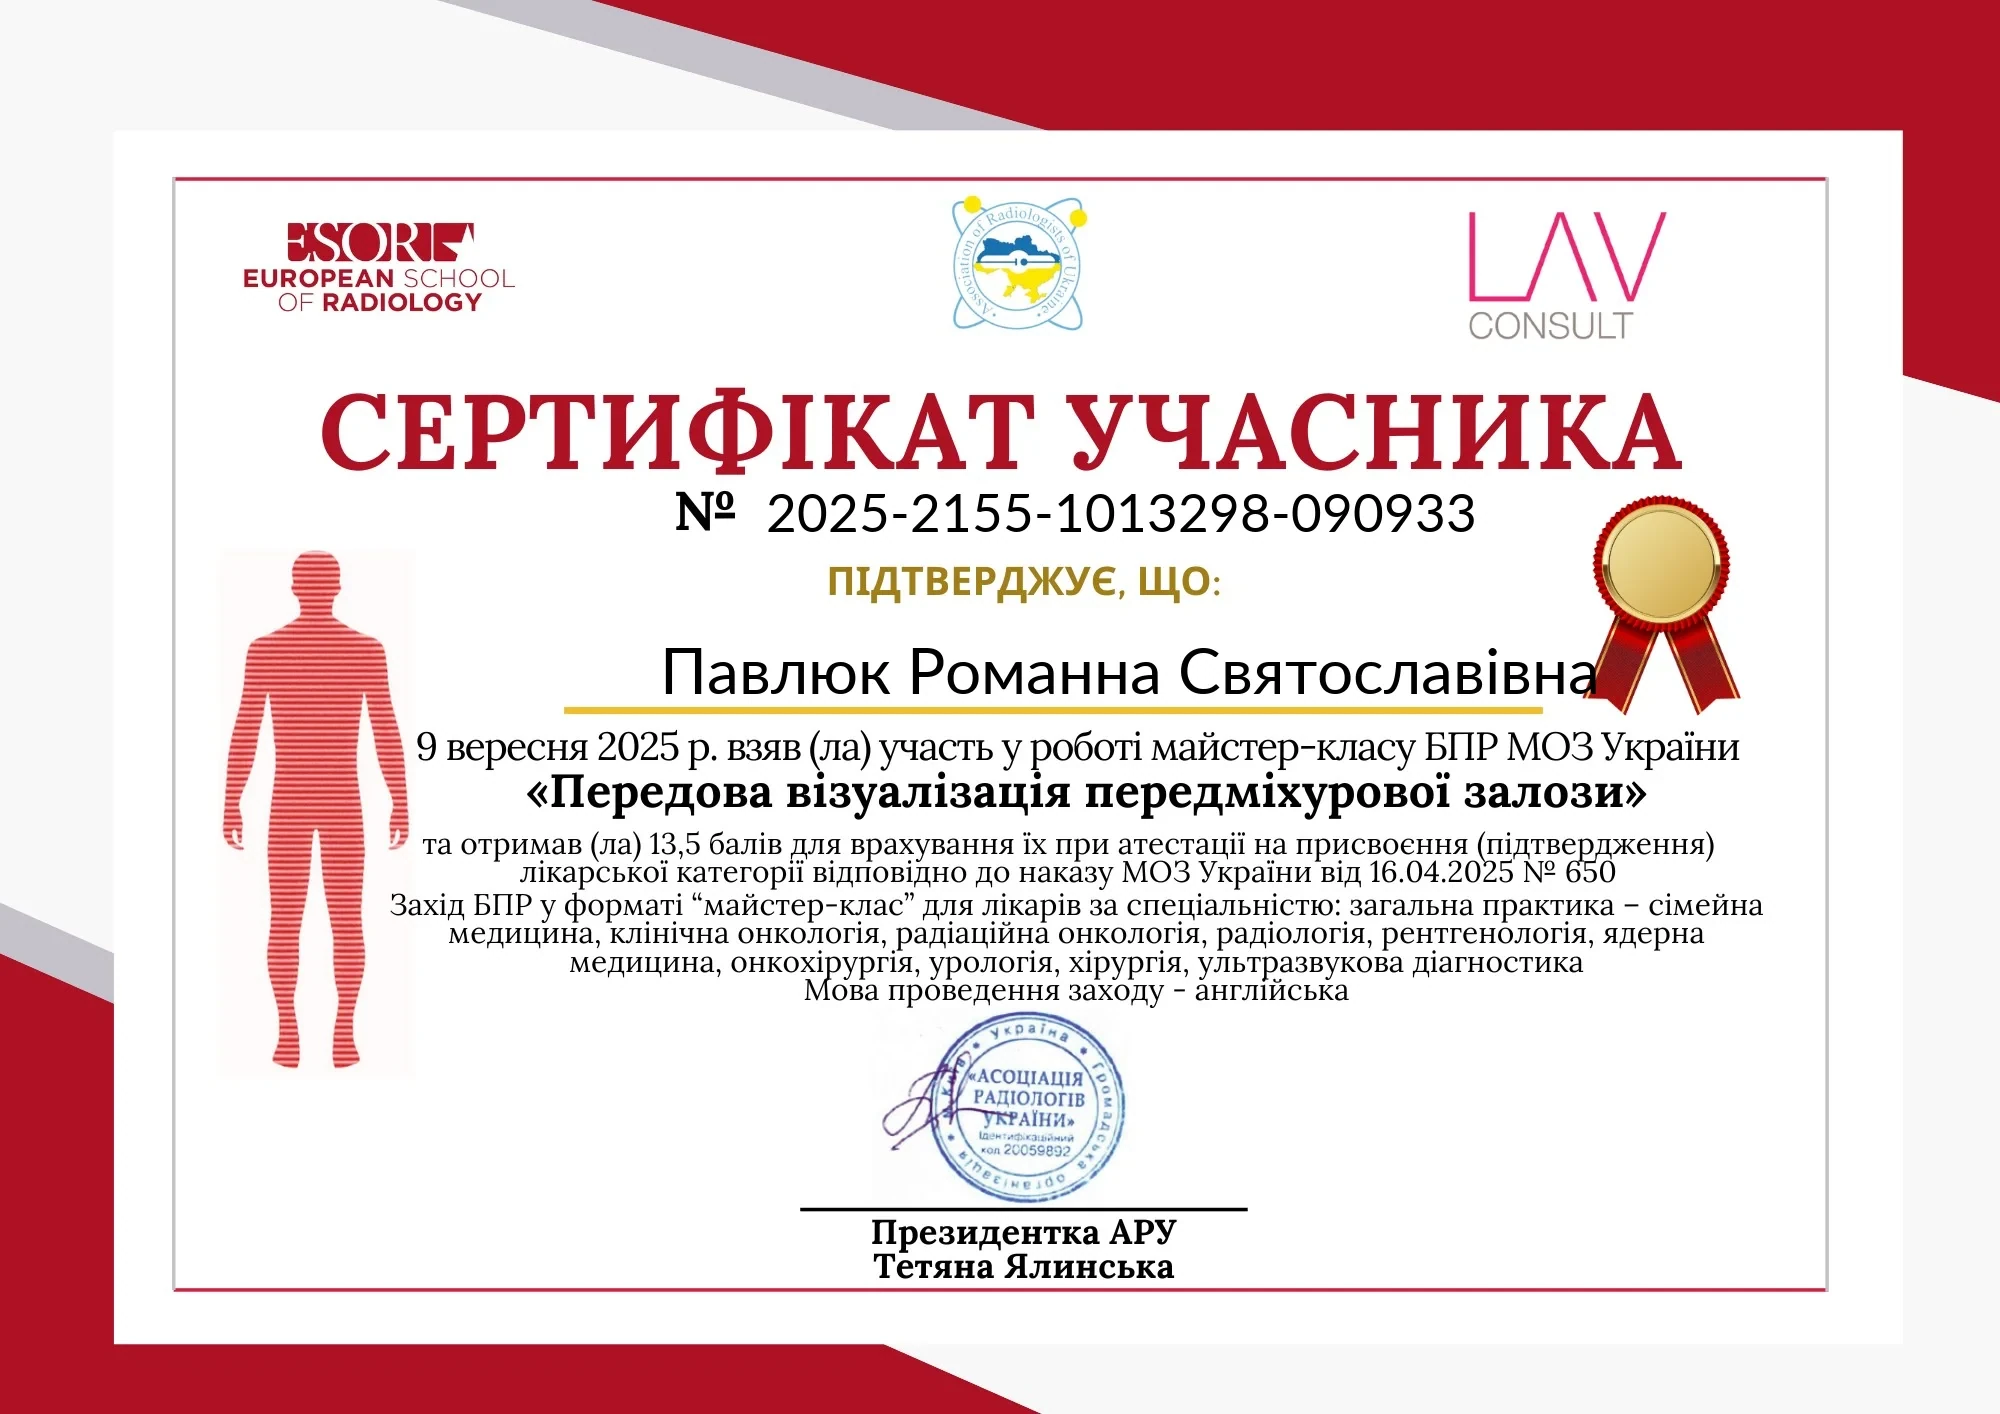 ESOR
EUROPEAN SCHOOL
OF RADIOLOGY
Association of Radiologists of Ukraine
LAV
CONSULT
СЕРТИФІКАТ УЧАСНИКА
№ 2025-2155-1013298-090933
ПІДТВЕРДЖУЄ, ЩО:
Павлюк Романна Святославівна
9 вересня 2025 р. взяв (ла) участь у роботі майстер-класу БПР МОЗ України
«Передова візуалізація передміхурової залози»
та отримав (ла) 13,5 балів для врахування їх при атестації на присвоєння (підтвердження)
лікарської категорії відповідно до наказу МОЗ України від 16.04.2025 № 650
Захід БПР у форматі “майстер-клас” для лікарів за спеціальністю: загальна практика – сімейна
медицина, клінічна онкологія, радіаційна онкологія, радіологія, рентгенологія, ядерна
медицина, онкохірургія, урологія, хірургія, ультразвукова діагностика
Мова проведення заходу - англійська
м. Київ * Україна * Громадська організація *
«АСОЦІАЦІЯ
РАДІОЛОГІВ
УКРАЇНИ»
Ідентифікаційний
код 20059892
Президентка АРУ
Тетяна Ялинська